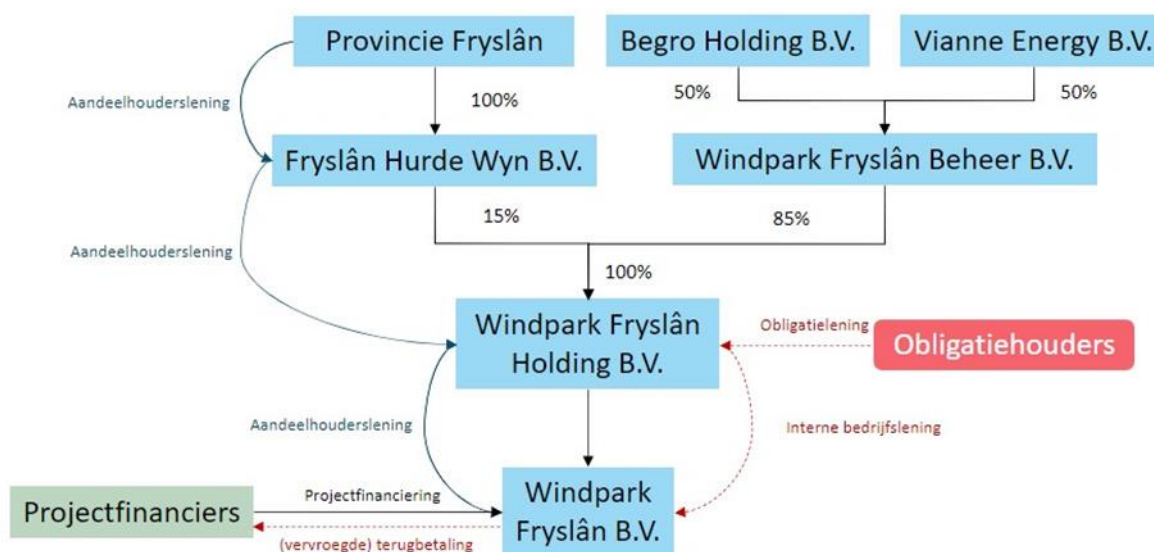 Provincie Fryslân
Begro Holding B.V.
Vianne Energy B.V.
Aandeelhouderslening
100%
50%
50%
Fryslân Hurde Wyn B.V.
Windpark Fryslân Beheer B.V.
15%
85%
Aandeelhouderslening
100%
Windpark Fryslân
Holding B.V.
Obligatielening
Obligatiehouders
Aandeelhouderslening
Interne bedrijfslening
Projectfinanciers
Projectfinanciering
Windpark
Fryslân B.V.
(vervroegde) terugbetaling